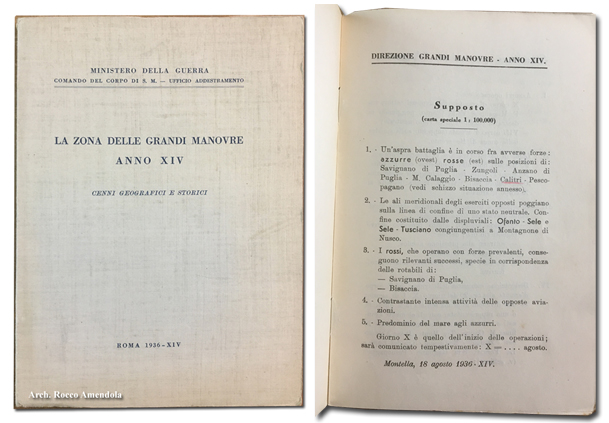 MINISTERO DELLA GUERRA
COMANDO DEL CORPO DI S. M. — UFFICIO ADDESTRAMENTO
LA ZONA DELLE GRANDI MANOVRE
ANNO XIV
CENNI GEOGRAFICI E STORICI
ROMA 1936-XIV
Arch. Rocco Amendola
DIREZIONE GRANDI MANOVRE - ANNO XIV.
Supposto
(carta speciale 1 : 100,000)
1. - Un'aspra battaglia è in corso fra avverse forze:
azzurre (ovest) rosse (est) sulle posizioni di:
Savignano di Puglia - Zungoli - Anzano di
Puglia - M. Calaggio - Bisaccia - Calitri - Pesco-
pagano (vedi schizzo situazione annesso).
2. - Le ali meridionali degli eserciti opposti poggiano
sulla linea di confine di uno stato neutrale. Con-
fine costituito dalle displuviali: Ofanto - Sele e
Sele - Tusciano congiungentisi a Montagnone di
Nusco.
3. - I rossi, che operano con forze prevalenti, conse-
guono rilevanti successi, specie in corrispondenza
delle rotabili di:
— Savignano di Puglia,
— Bisaccia.
4. - Contrastante intensa attività delle opposte avia-
zioni.
5. - Predominio del mare agli azzurri.
Giorno X è quello dell'inizio delle operazioni;
sarà comunicato tempestivamente: X = .... agosto.
Montella, 18 agosto 1936-XIV.